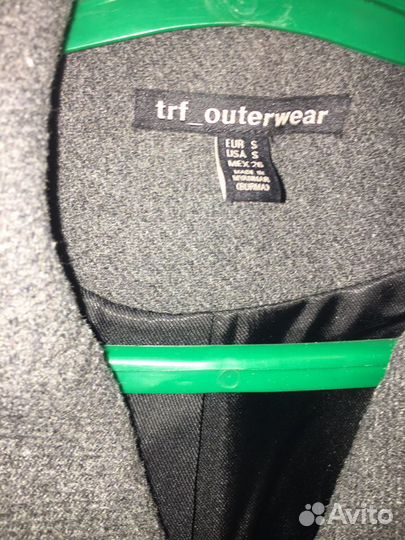 trf_outerwear
EUR S
USA S
MEX 26
MADE IN
MYANMAR
(BURMA)
Avito